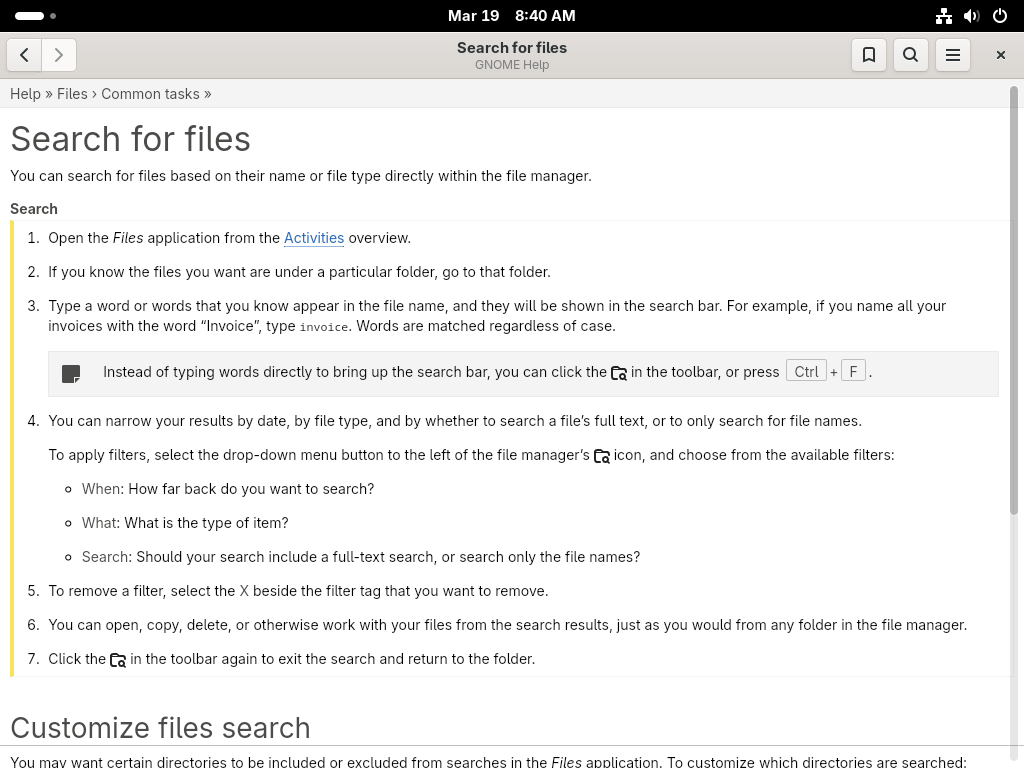 Mar 19 8:40 AM
Search for files
GNOME Help
Help » Files › Common tasks »
Search for files
You can search for files based on their name or file type directly within the file manager.
Search
1. Open the Files application from the Activities overview.
2. If you know the files you want are under a particular folder, go to that folder.
3. Type a word or words that you know appear in the file name, and they will be shown in the search bar. For example, if you name all your
invoices with the word “Invoice”, type invoice. Words are matched regardless of case.
Instead of typing words directly to bring up the search bar, you can click the in the toolbar, or press Ctrl + F .
4. You can narrow your results by date, by file type, and by whether to search a file’s full text, or to only search for file names.
To apply filters, select the drop-down menu button to the left of the file manager’s icon, and choose from the available filters:
When: How far back do you want to search?
What: What is the type of item?
Search: Should your search include a full-text search, or search only the file names?
5. To remove a filter, select the X beside the filter tag that you want to remove.
6. You can open, copy, delete, or otherwise work with your files from the search results, just as you would from any folder in the file manager.
7. Click the in the toolbar again to exit the search and return to the folder.
Customize files search
You may want certain directories to be included or excluded from searches in the Files application. To customize which directories are searched: